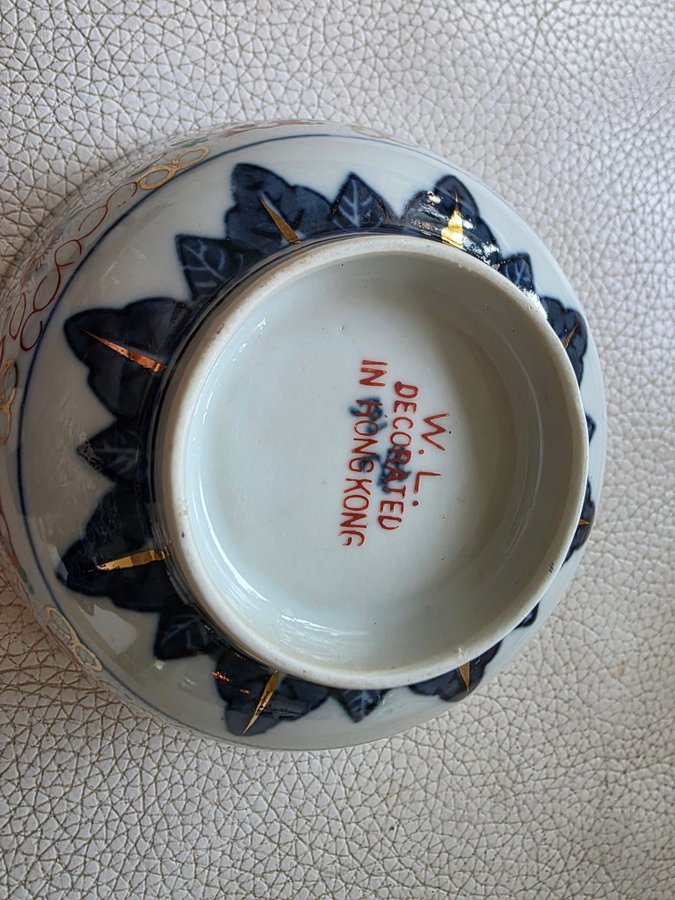 W. L.
DECORATED
IN HONG KONG